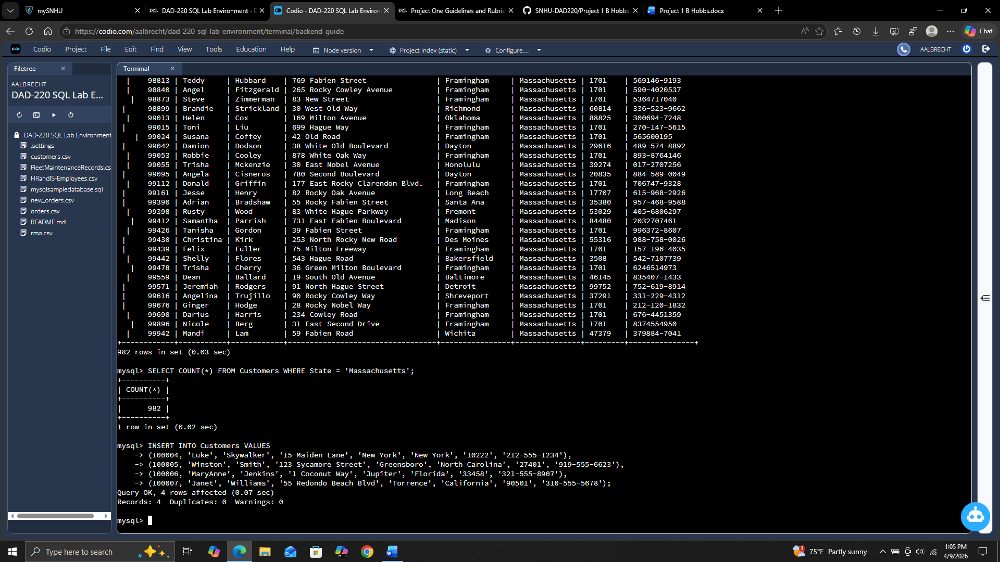 mySNHU
D2L DAD-220 SQL Lab Environment - D
Codio - DAD-220 SQL Lab Environm
D2L Project One Guidelines and Rubric
SNHU-DAD220/Project 1 B Hobbs.
Project 1 B Hobbs.docx
https://codio.com/aalbrecht/dad-220-sql-lab-environment/terminal/backend-guide
Chat
Codio Project File Edit Find View Tools Education Help Node version Project Index (static) Configure.... AALBRECHT
Filetree
Terminal
AALBRECHT
DAD-220 SQL Lab E...
DAD-220 SQL Lab Environment
.settings
customers.csv
FleetMaintenanceRecords.cs
HRandIS-Employees.csv
mysqlsampledatabase.sql
new_orders.csv
orders.csv
README.md
rma.csv
| 98813 | Teddy | Hubbard | 769 Fabien Street | Framingham | Massachusetts | 1701 | 569146-9193
| 98840 | Angel | Fitzgerald | 265 Rocky Cowley Avenue | Framingham | Massachusetts | 1701 | 590-4020537
| 98873 | Steve | Zimmerman | 83 New Street | Framingham | Massachusetts | 1701 | 5364717040
| 98899 | Brandie | Strickland | 30 West Old Way | Richmond | Massachusetts | 60814 | 336-523-9662
| 99013 | Helen | Cox | 169 Milton Avenue | Oklahoma | Massachusetts | 88825 | 300694-7248
| 99015 | Toni | Liu | 699 Hague Way | Framingham | Massachusetts | 1701 | 270-147-5615
| 99024 | Susana | Coffey | 42 Old Road | Framingham | Massachusetts | 1701 | 565600195
| 99042 | Damion | Dodson | 38 White Old Boulevard | Dayton | Massachusetts | 29616 | 489-574-8892
| 99053 | Robbie | Cooley | 878 White Oak Way | Framingham | Massachusetts | 1701 | 893-8764146
| 99055 | Trisha | Mckenzie | 30 East Nobel Avenue | Honolulu | Massachusetts | 39274 | 017-2707256
| 99095 | Angela | Cisneros | 780 Second Boulevard | Dayton | Massachusetts | 20835 | 884-589-0049
| 99112 | Donald | Griffin | 177 East Rocky Clarendon Blvd. | Framingham | Massachusetts | 1701 | 706747-9328
| 99161 | Jesse | Henry | 82 Rocky Oak Avenue | Long Beach | Massachusetts | 17707 | 615-968-2926
| 99390 | Adrian | Bradshaw | 55 Rocky Fabien Street | Santa Ana | Massachusetts | 35380 | 957-468-9588
| 99398 | Rusty | Wood | 83 White Hague Parkway | Fremont | Massachusetts | 53029 | 405-6806297
| 99412 | Samantha | Parrish | 731 East Fabien Boulevard | Madison | Massachusetts | 84480 | 2032707461
| 99426 | Tanisha | Gordon | 39 Fabien Street | Framingham | Massachusetts | 1701 | 996372-8607
| 99430 | Christina | Kirk | 253 North Rocky New Road | Des Moines | Massachusetts | 55316 | 988-758-0026
| 99439 | Felix | Fuller | 75 Milton Freeway | Framingham | Massachusetts | 1701 | 157-196-4035
| 99442 | Shelly | Flores | 543 Hague Road | Bakersfield | Massachusetts | 3508 | 542-7107739
| 99478 | Trisha | Cherry | 36 Green Milton Boulevard | Framingham | Massachusetts | 1701 | 6246514973
| 99559 | Dean | Ballard | 19 South Old Avenue | Baltimore | Massachusetts | 46145 | 835407-1433
| 99571 | Jeremiah | Rodgers | 91 North Hague Street | Detroit | Massachusetts | 99752 | 752-619-8914
| 99616 | Angelina | Trujillo | 90 Rocky Cowley Way | Shreveport | Massachusetts | 37291 | 331-229-4312
| 99676 | Ginger | Hodge | 28 Rocky Nobel Way | Framingham | Massachusetts | 1701 | 212-120-1832
| 99690 | Darius | Harris | 234 Cowley Road | Framingham | Massachusetts | 1701 | 676-4451359
| 99896 | Nicole | Berg | 31 East Second Drive | Framingham | Massachusetts | 1701 | 8374554950
| 99942 | Mandi | Lam | 59 Fabien Road | Wichita | Massachusetts | 47379 | 379884-7041
+------------+-----------+------------+----------------------------------+----------------+---------------+---------+---------------+
982 rows in set (0.03 sec)
mysql> SELECT COUNT(*) FROM Customers WHERE State = 'Massachusetts';
+----------+
| COUNT(*) |
+----------+
| 982 |
+----------+
1 row in set (0.02 sec)
mysql> INSERT INTO Customers VALUES
-> (100004, 'Luke', 'Skywalker', '15 Maiden Lane', 'New York', 'New York', '10222', '212-555-1234'),
-> (100005, 'Winston', 'Smith', '123 Sycamore Street', 'Greensboro', 'North Carolina', '27401', '919-555-6623'),
-> (100006, 'MaryAnne', 'Jenkins', '1 Coconut Way', 'Jupiter', 'Florida', '33458', '321-555-8907'),
-> (100007, 'Janet', 'Williams', '55 Redondo Beach Blvd', 'Torrence', 'California', '90501', '310-555-5678');
Query OK, 4 rows affected (0.07 sec)
Records: 4 Duplicates: 0 Warnings: 0
mysql>
Type here to search
M365
3
75°F Partly sunny
1:05 PM
4/9/2026